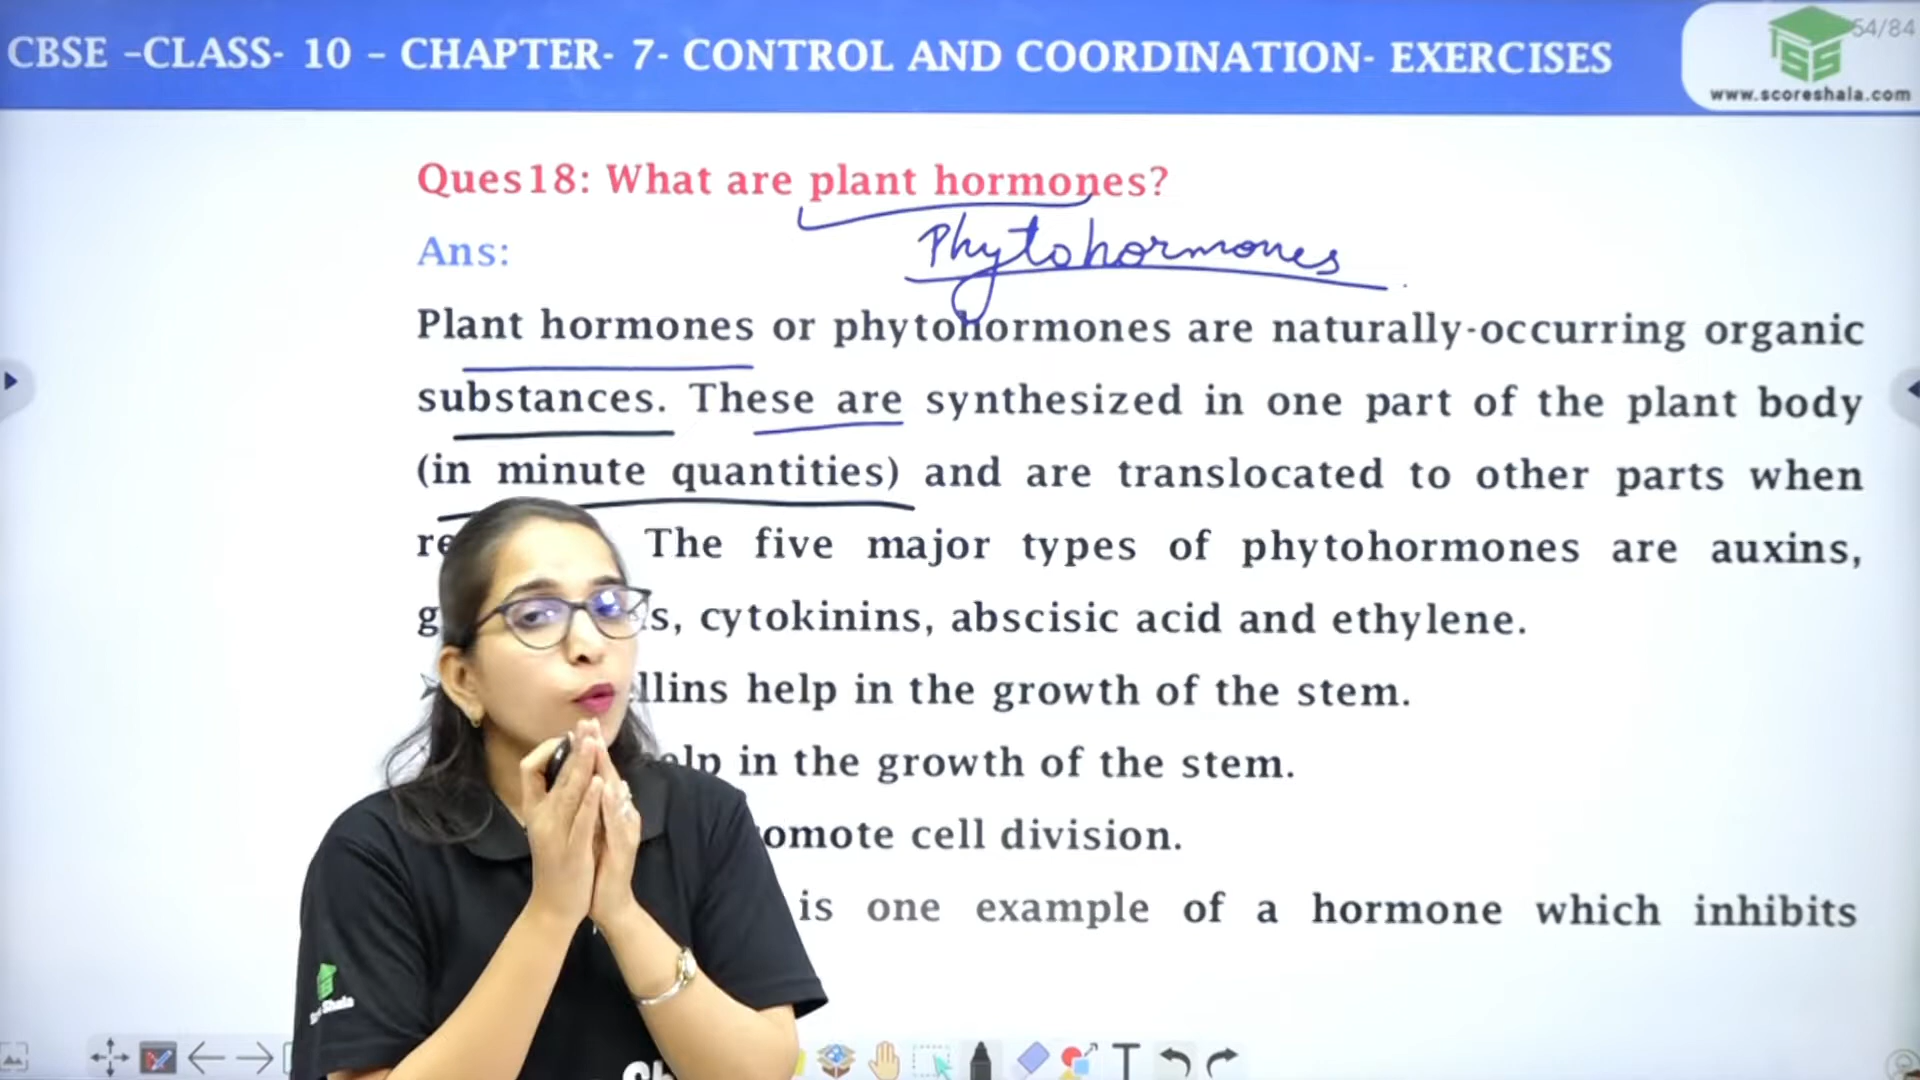 CBSE –CLASS- 10 – CHAPTER- 7- CONTROL AND COORDINATION- EXERCISES
54/84
www.scoreshala.com
Ques18: What are plant hormones?
Phytohormones
Ans:
Plant hormones or phytohormones are naturally-occurring organic
substances. These are synthesized in one part of the plant body
(in minute quantities) and are translocated to other parts when
The five major types of phytohormones are auxins,
cytokinins, abscisic acid and ethylene.
llins help in the growth of the stem.
elp in the growth of the stem.
omote cell division.
is one example of a hormone which inhibits
Shala
T